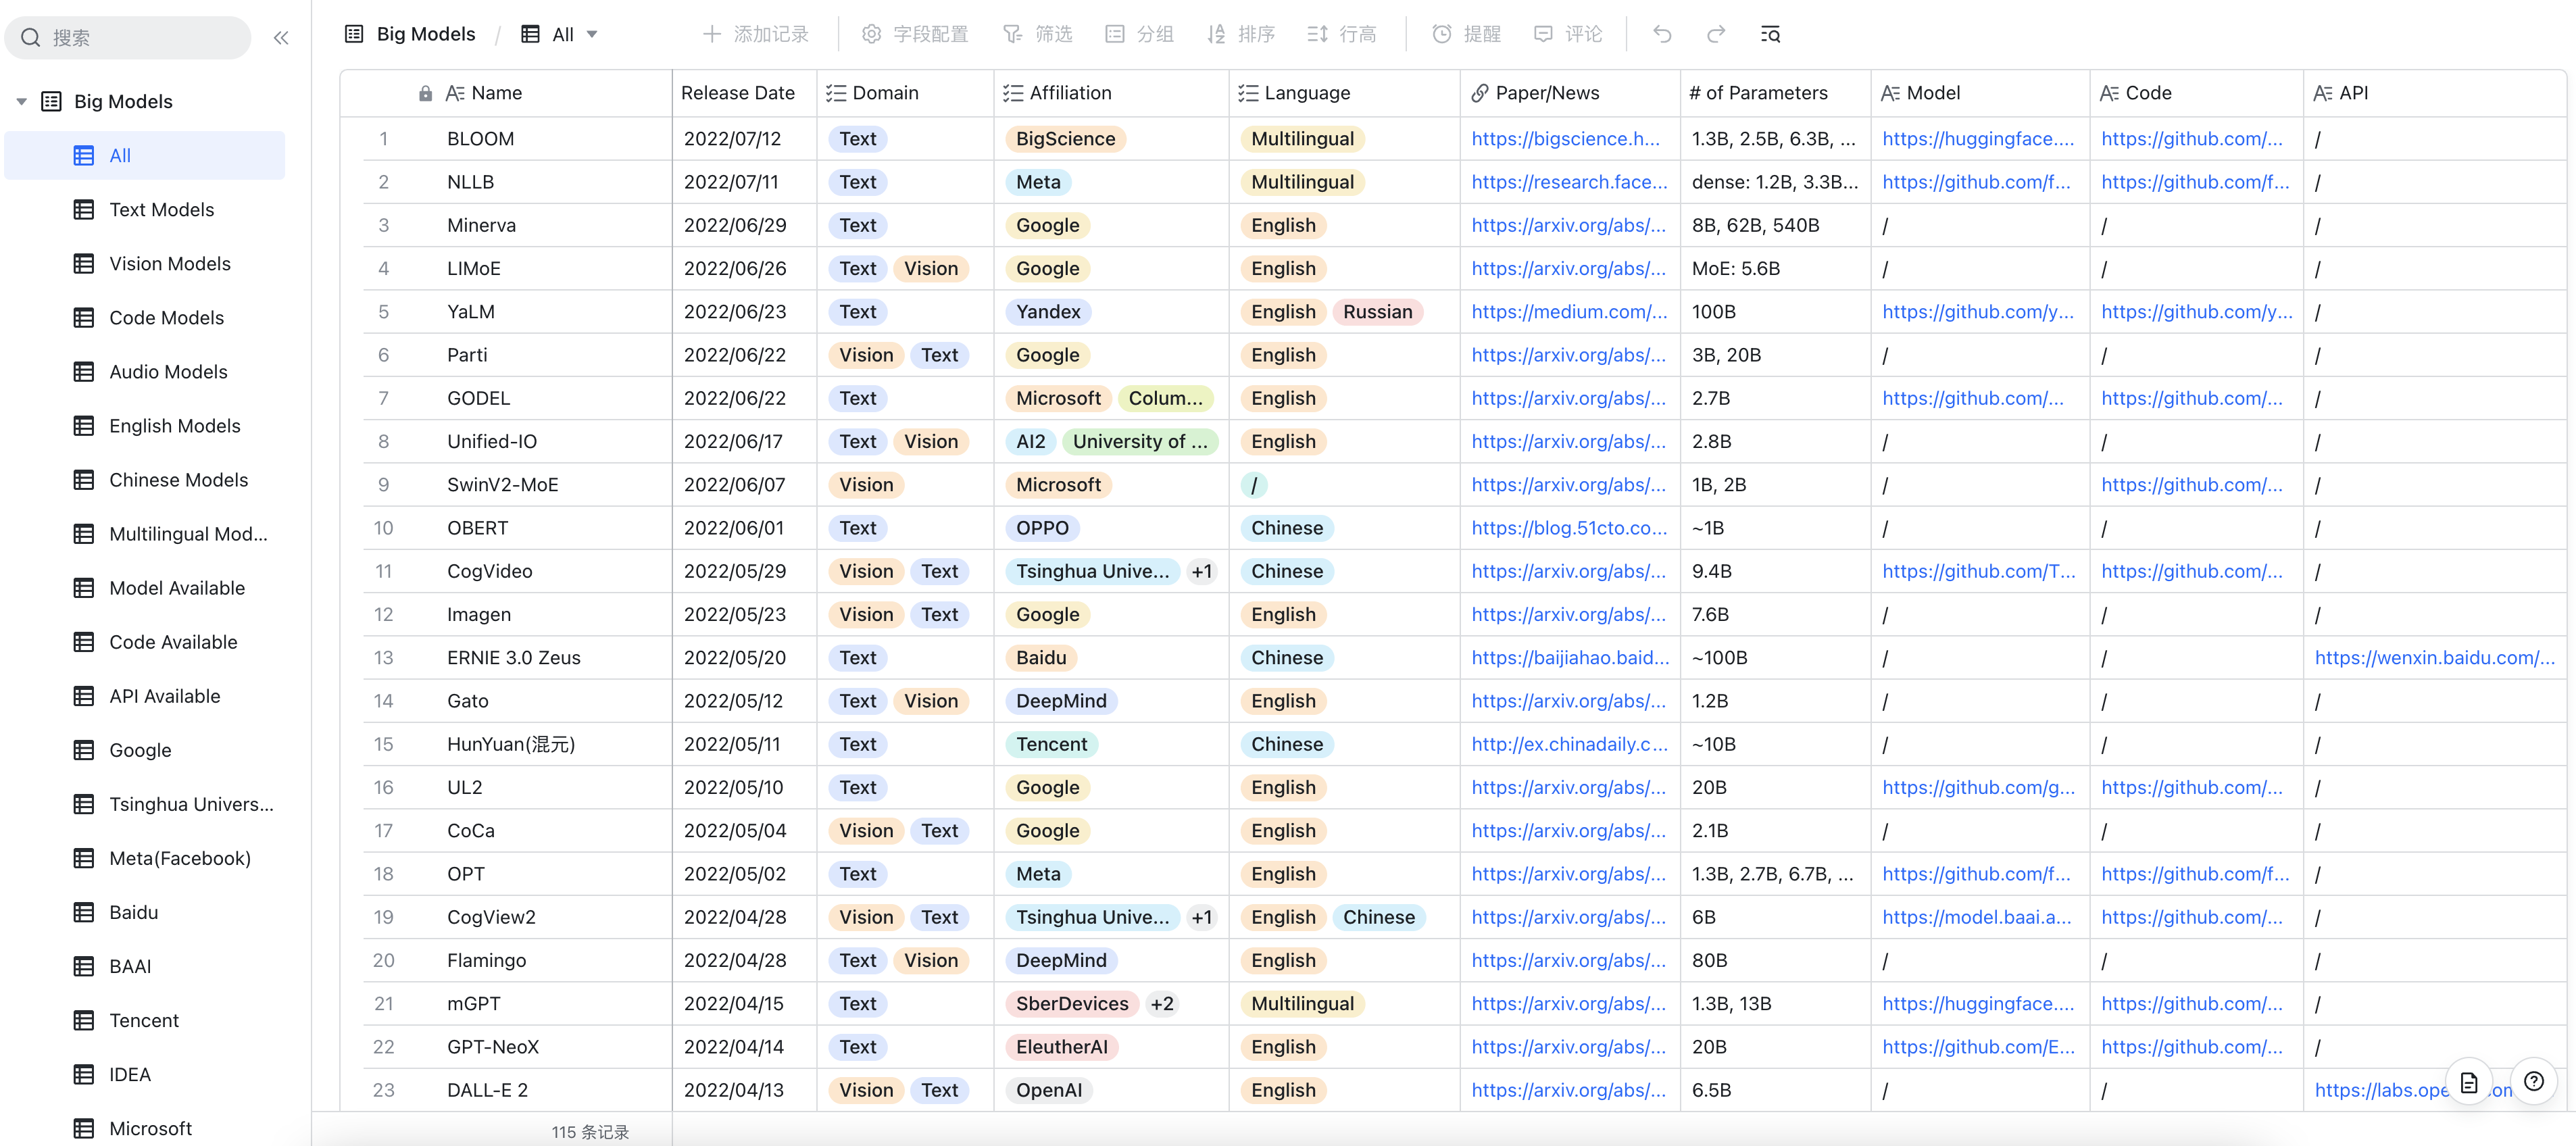 搜索
Big Models
All
Text Models
Vision Models
Code Models
Audio Models
English Models
Chinese Models
Multilingual Mod...
Model Available
Code Available
API Available
Google
Tsinghua Univers...
Meta(Facebook)
Baidu
BAAI
Tencent
IDEA
Microsoft
Big Models / All 添加记录 字段配置 筛选 分组 排序 行高 提醒 评论
Name Release Date Domain Affiliation Language Paper/News # of Parameters Model Code API
1 BLOOM 2022/07/12 Text BigScience Multilingual https://bigscience.h... 1.3B, 2.5B, 6.3B, ... https://huggingface.... https://github.com/... /
2 NLLB 2022/07/11 Text Meta Multilingual https://research.face... dense: 1.2B, 3.3B... https://github.com/f... https://github.com/f... /
3 Minerva 2022/06/29 Text Google English https://arxiv.org/abs/... 8B, 62B, 540B / / /
4 LIMoE 2022/06/26 Text Vision Google English https://arxiv.org/abs/... MoE: 5.6B / / /
5 YaLM 2022/06/23 Text Yandex English Russian https://medium.com/... 100B https://github.com/y... https://github.com/y... /
6 Parti 2022/06/22 Vision Text Google English https://arxiv.org/abs/... 3B, 20B / / /
7 GODEL 2022/06/22 Text Microsoft Colum... English https://arxiv.org/abs/... 2.7B https://github.com/... https://github.com/... /
8 Unified-IO 2022/06/17 Text Vision AI2 University of ... English https://arxiv.org/abs/... 2.8B / / /
9 SwinV2-MoE 2022/06/07 Vision Microsoft / https://arxiv.org/abs/... 1B, 2B / https://github.com/... /
10 OBERT 2022/06/01 Text OPPO Chinese https://blog.51cto.co... ~1B / / /
11 CogVideo 2022/05/29 Vision Text Tsinghua Unive... +1 Chinese https://arxiv.org/abs/... 9.4B https://github.com/T... https://github.com/... /
12 Imagen 2022/05/23 Vision Text Google English https://arxiv.org/abs/... 7.6B / / /
13 ERNIE 3.0 Zeus 2022/05/20 Text Baidu Chinese https://baijiahao.baid... ~100B / / https://wenxin.baidu.com/...
14 Gato 2022/05/12 Text Vision DeepMind English https://arxiv.org/abs/... 1.2B / / /
15 HunYuan(混元) 2022/05/11 Text Tencent Chinese http://ex.chinadaily.c... ~10B / / /
16 UL2 2022/05/10 Text Google English https://arxiv.org/abs/... 20B https://github.com/g... https://github.com/... /
17 CoCa 2022/05/04 Vision Text Google English https://arxiv.org/abs/... 2.1B / / /
18 OPT 2022/05/02 Text Meta English https://arxiv.org/abs/... 1.3B, 2.7B, 6.7B, ... https://github.com/f... https://github.com/f... /
19 CogView2 2022/04/28 Vision Text Tsinghua Unive... +1 English Chinese https://arxiv.org/abs/... 6B https://model.baai.a... https://github.com/... /
20 Flamingo 2022/04/28 Text Vision DeepMind English https://arxiv.org/abs/... 80B / / /
21 mGPT 2022/04/15 Text SberDevices +2 Multilingual https://arxiv.org/abs/... 1.3B, 13B https://huggingface.... https://github.com/... /
22 GPT-NeoX 2022/04/14 Text EleutherAI English https://arxiv.org/abs/... 20B https://github.com/E... https://github.com/... /
23 DALL-E 2 2022/04/13 Vision Text OpenAI English https://arxiv.org/abs/... 6.5B / /
115 条记录